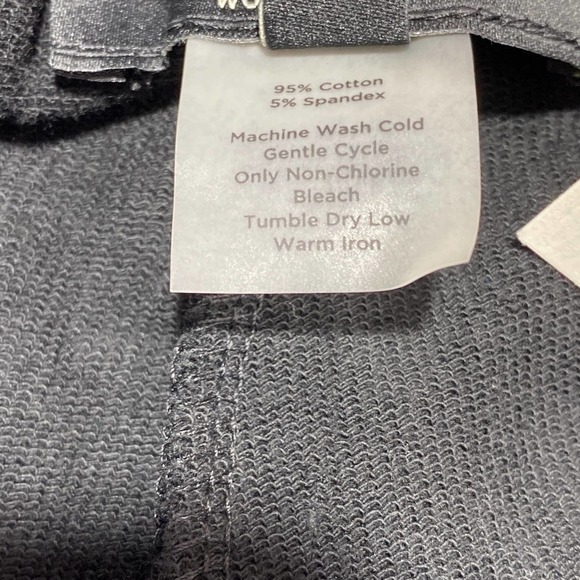 95% Cotton
5% Spandex
Machine Wash Cold
Gentle Cycle
Only Non-Chlorine
Bleach
Tumble Dry Low
Warm Iron